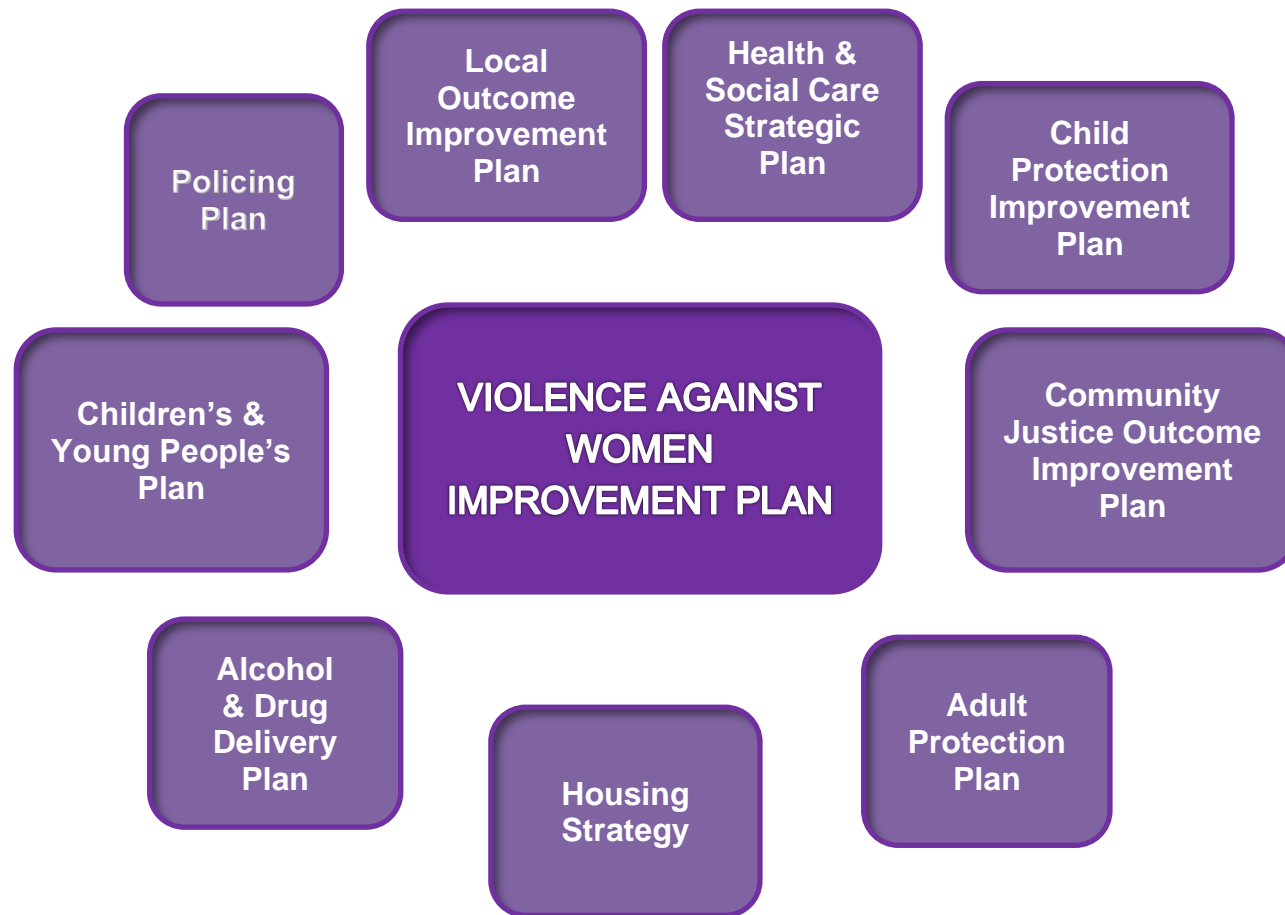 Local
Outcome
Improvement
Plan
Health &
Social Care
Strategic
Plan
Child
Protection
Improvement
Plan
Policing
Plan
VIOLENCE AGAINST
WOMEN
IMPROVEMENT PLAN
Children’s &
Young People’s
Plan
Community
Justice Outcome
Improvement
Plan
Alcohol
& Drug
Delivery
Plan
Housing
Strategy
Adult
Protection
Plan